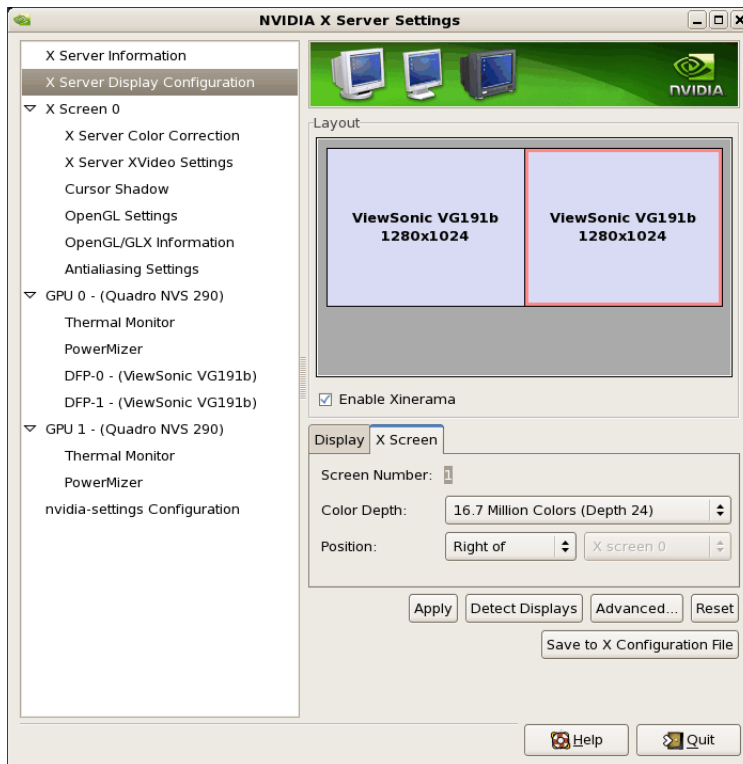 NVIDIA X Server Settings
X Server Information
X Server Display Configuration
X Screen 0
X Server Color Correction
X Server XVideo Settings
Cursor Shadow
OpenGL Settings
OpenGL/GLX Information
Antialiasing Settings
GPU 0 - (Quadro NVS 290)
Thermal Monitor
PowerMizer
DFP-0 - (ViewSonic VG191b)
DFP-1 - (ViewSonic VG191b)
GPU 1 - (Quadro NVS 290)
Thermal Monitor
PowerMizer
nvidia-settings Configuration
NVIDIA
Layout
ViewSonic VG191b
1280x1024
ViewSonic VG191b
1280x1024
Enable Xinerama
Display
X Screen
Screen Number: 1
Color Depth: 16.7 Million Colors (Depth 24)
Position: Right of X screen 0
Apply
Detect Displays
Advanced...
Reset
Save to X Configuration File
Help
Quit